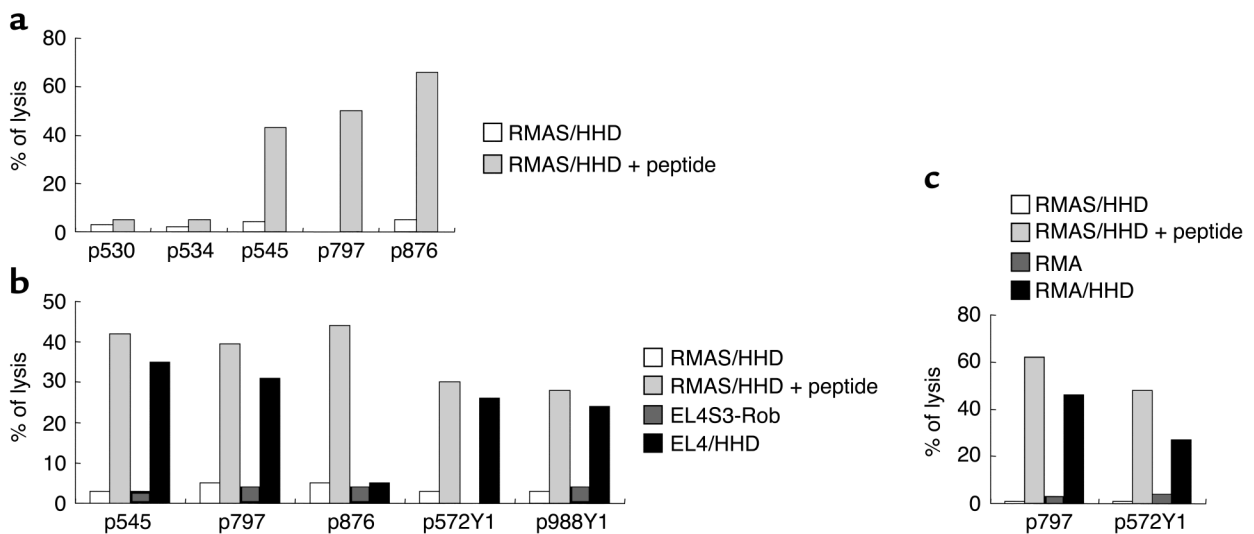 a
80
60
40
20
0
% of lysis
p530 p534 p545 p797 p876
RMAS/HHD
RMAS/HHD + peptide
b
50
40
30
20
10
0
% of lysis
p545 p797 p876 p572Y1 p988Y1
RMAS/HHD
RMAS/HHD + peptide
EL4S3-Rob
EL4/HHD
c
RMAS/HHD
RMAS/HHD + peptide
RMA
RMA/HHD
80
60
40
20
0
% of lysis
p797 p572Y1